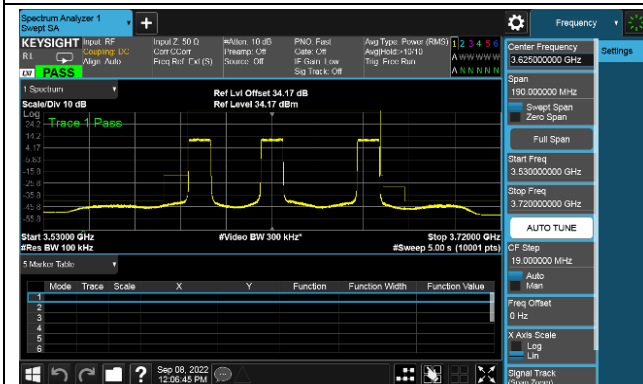 Spectrum Analyzer 1
Swept SA
Frequency
KEYSIGHT
Input: RF
Coupling: DC
Align: Auto
Input Z: 50 Ω
Corr CCorr
Freq Ref: Ext (S)
#Atten: 10 dB
Preamp: Off
Source: Off
PNO: Fast
Gate: Off
IF Gain: Low
Sig Track: Off
Avg Type: Power (RMS)
Avg|Hold:>10/10
Trig: Free Run
1 2 3 4 5 6
A W W W W W
A N N N N N
LXI
PASS
1 Spectrum
Scale/Div 10 dB
Ref Lvl Offset 34.17 dB
Ref Level 34.17 dBm
Log
Trace 1 Pass
24.2
14.2
4.17
-5.83
-15.8
-25.8
-35.8
-45.8
-55.8
Start 3.53000 GHz
#Res BW 100 kHz
#Video BW 300 kHz*
Stop 3.72000 GHz
#Sweep 5.00 s (10001 pts)
5 Marker Table
Mode Trace Scale X Y Function Function Width Function Value
1
2
3
4
5
6
Sep 08, 2022
12:06:45 PM
Center Frequency
3.625000000 GHz
Settings
Span
190.000000 MHz
Swept Span
Zero Span
Full Span
Start Freq
3.530000000 GHz
Stop Freq
3.720000000 GHz
AUTO TUNE
CF Step
19.000000 MHz
Auto
Man
Freq Offset
0 Hz
X Axis Scale
Log
Lin
Signal Track
(Span Zoom)